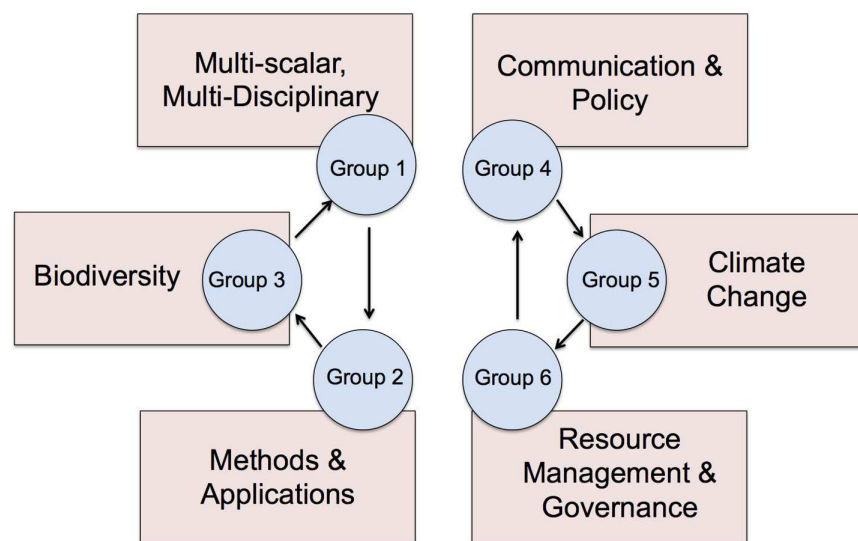 Multi-scalar,
Multi-Disciplinary
Group 1
Biodiversity
Group 3
Group 2
Methods &
Applications
Communication &
Policy
Group 4
Group 5
Climate
Change
Group 6
Resource
Management &
Governance